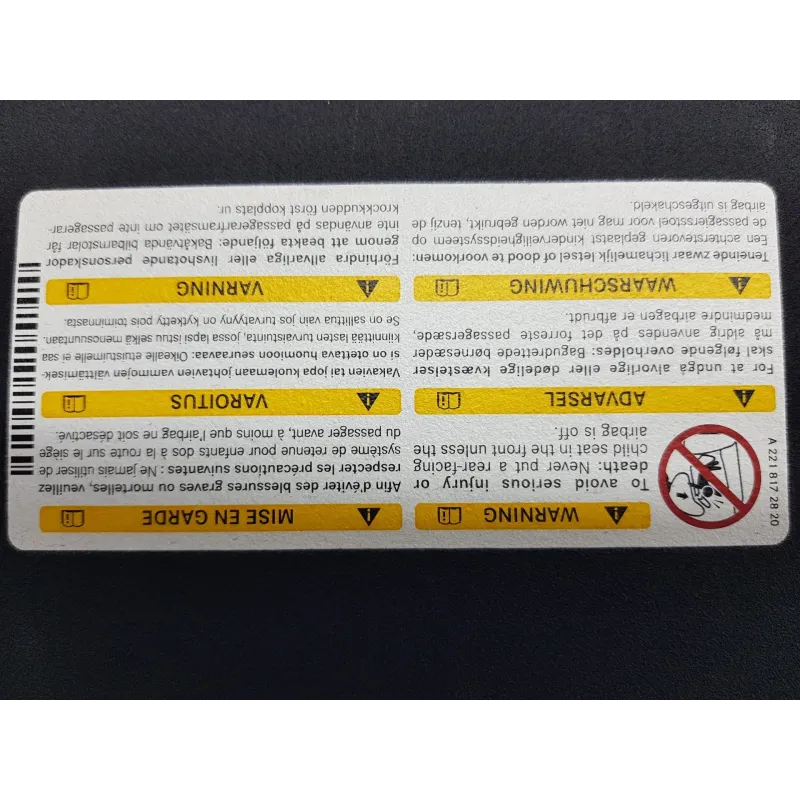 A 221 817 28 20
WARNING
To avoid serious injury or
death: Never put a rear-facing
child seat in the front unless the
airbag is off.
ADVARSEL
For at undgå alvorlige eller dødelige kvæstelser
skal følgende overholdes: Bagudrettede børnesæder
må aldrig anvendes på det forreste passagersæde,
medmindre airbagen er afbrudt.
WAARSCHUWING
Teneinde zwaar lichamelijk letsel of dood te voorkomen:
Een achterstevoren geplaatst kinderveiligheidssysteem op
de passagiersstoel voor mag niet worden gebruikt, tenzij de
airbag is uitgeschakeld.
MISE EN GARDE
Afin d'éviter des blessures graves ou mortelles, veuillez
respecter les précautions suivantes : Ne jamais utiliser de
système de retenue pour enfants dos à la route sur le siège
du passager avant, à moins que l'airbag ne soit désactivé.
VAROITUS
Vakavien tai jopa kuolemaan johtavien vammojen välttämisek-
si on otettava huomioon seuraavaa: Oikealle etuistuimelle ei saa
kiinnittää lasten turvaistuinta, jossa lapsi istuu selkä menosuuntaan.
Se on sallittua vain jos turvatyyny on kytketty pois toiminnasta.
VARNING
Förhindra allvarliga eller livshotande personskador
genom att beakta följande: Bakåtvända bilbarnstolar får
inte användas på passagerarframsätet om inte passagerar-
krockkudden först kopplats ur.